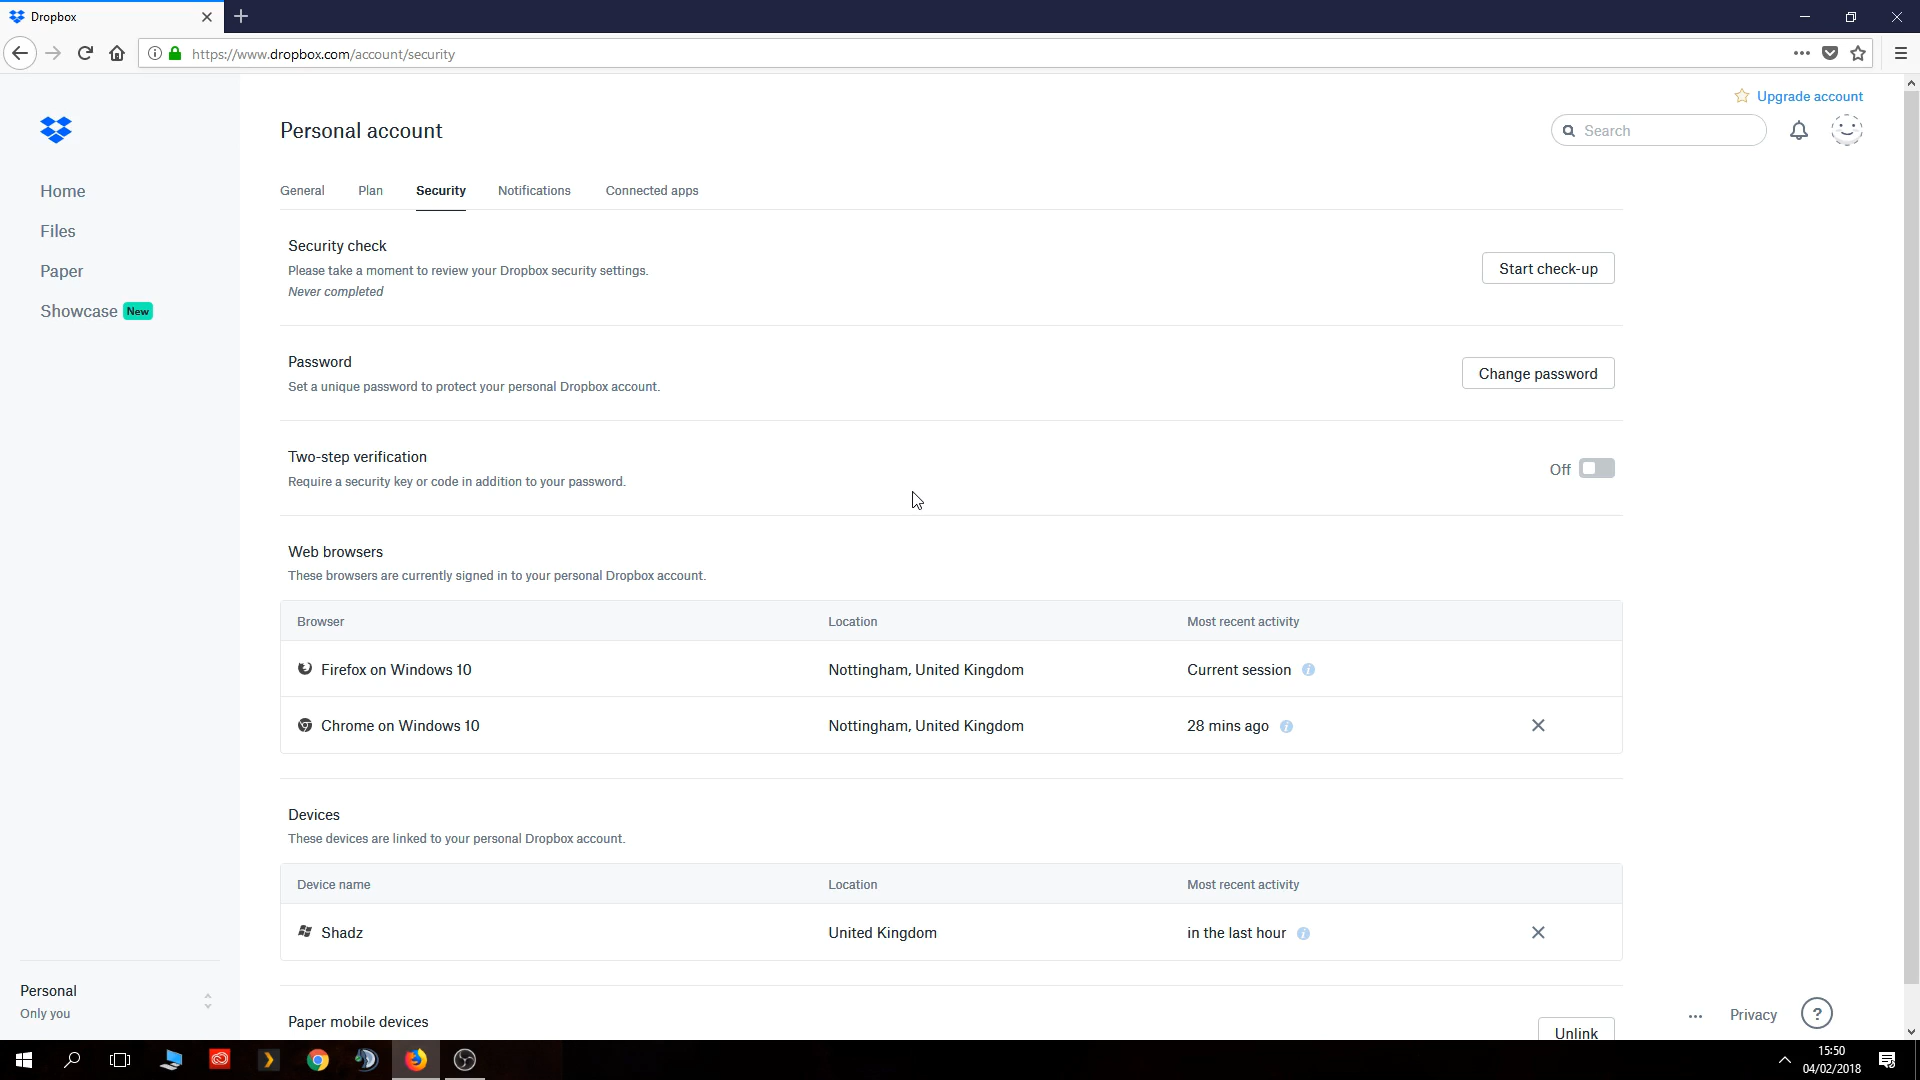 Dropbox
https://www.dropbox.com/account/security
Upgrade account
Personal account
Search
Home
Files
Paper
Showcase New
General Plan Security Notifications Connected apps
Security check
Please take a moment to review your Dropbox security settings.
Never completed
Start check-up
Password
Set a unique password to protect your personal Dropbox account.
Change password
Two-step verification
Require a security key or code in addition to your password.
Off
Web browsers
These browsers are currently signed in to your personal Dropbox account.
Browser Location Most recent activity
Firefox on Windows 10 Nottingham, United Kingdom Current session
Chrome on Windows 10 Nottingham, United Kingdom 28 mins ago
Devices
These devices are linked to your personal Dropbox account.
Device name Location Most recent activity
Shadz United Kingdom in the last hour
Personal
Only you
Paper mobile devices
Unlink
Privacy ?
15:50
04/02/2018